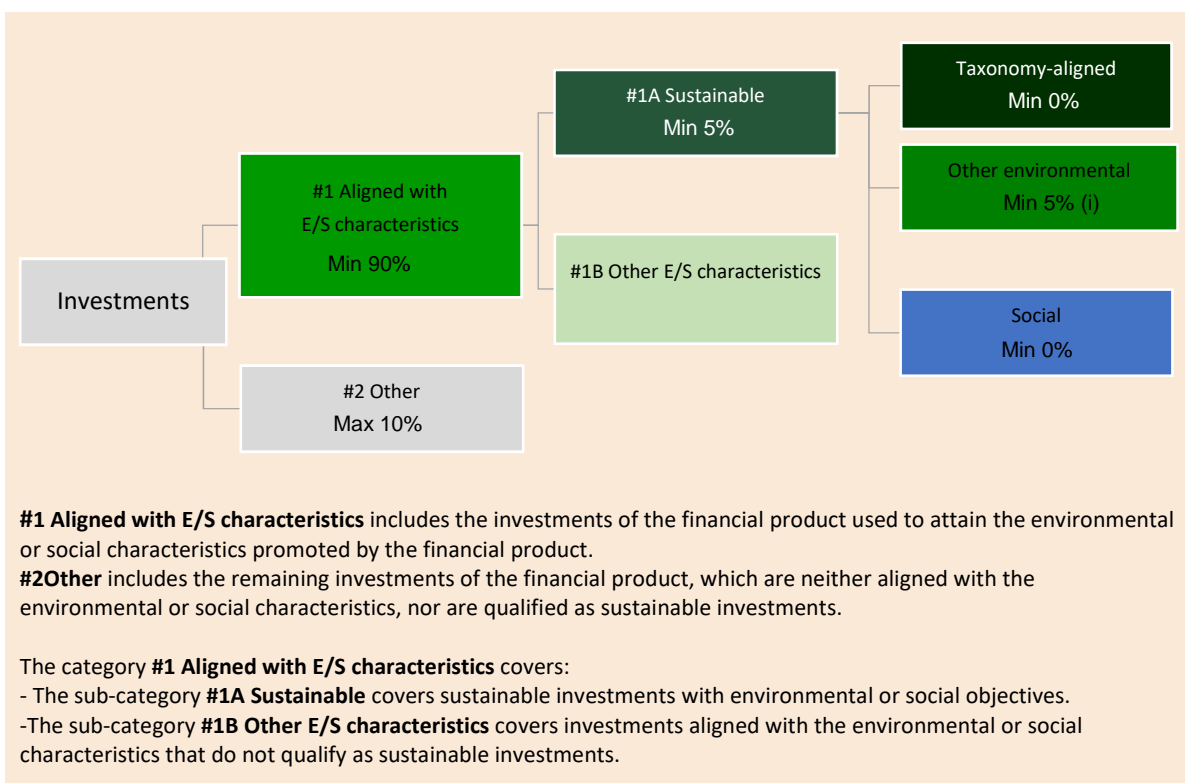 Investments
#1 Aligned with
E/S characteristics
Min 90%
#2 Other
Max 10%
#1A Sustainable
Min 5%
#1B Other E/S characteristics
Taxonomy-aligned
Min 0%
Other environmental
Min 5% (i)
Social
Min 0%
#1 Aligned with E/S characteristics includes the investments of the financial product used to attain the environmental
or social characteristics promoted by the financial product.
#2Other includes the remaining investments of the financial product, which are neither aligned with the
environmental or social characteristics, nor are qualified as sustainable investments.
The category #1 Aligned with E/S characteristics covers:
- The sub-category #1A Sustainable covers sustainable investments with environmental or social objectives.
-The sub-category #1B Other E/S characteristics covers investments aligned with the environmental or social
characteristics that do not qualify as sustainable investments.